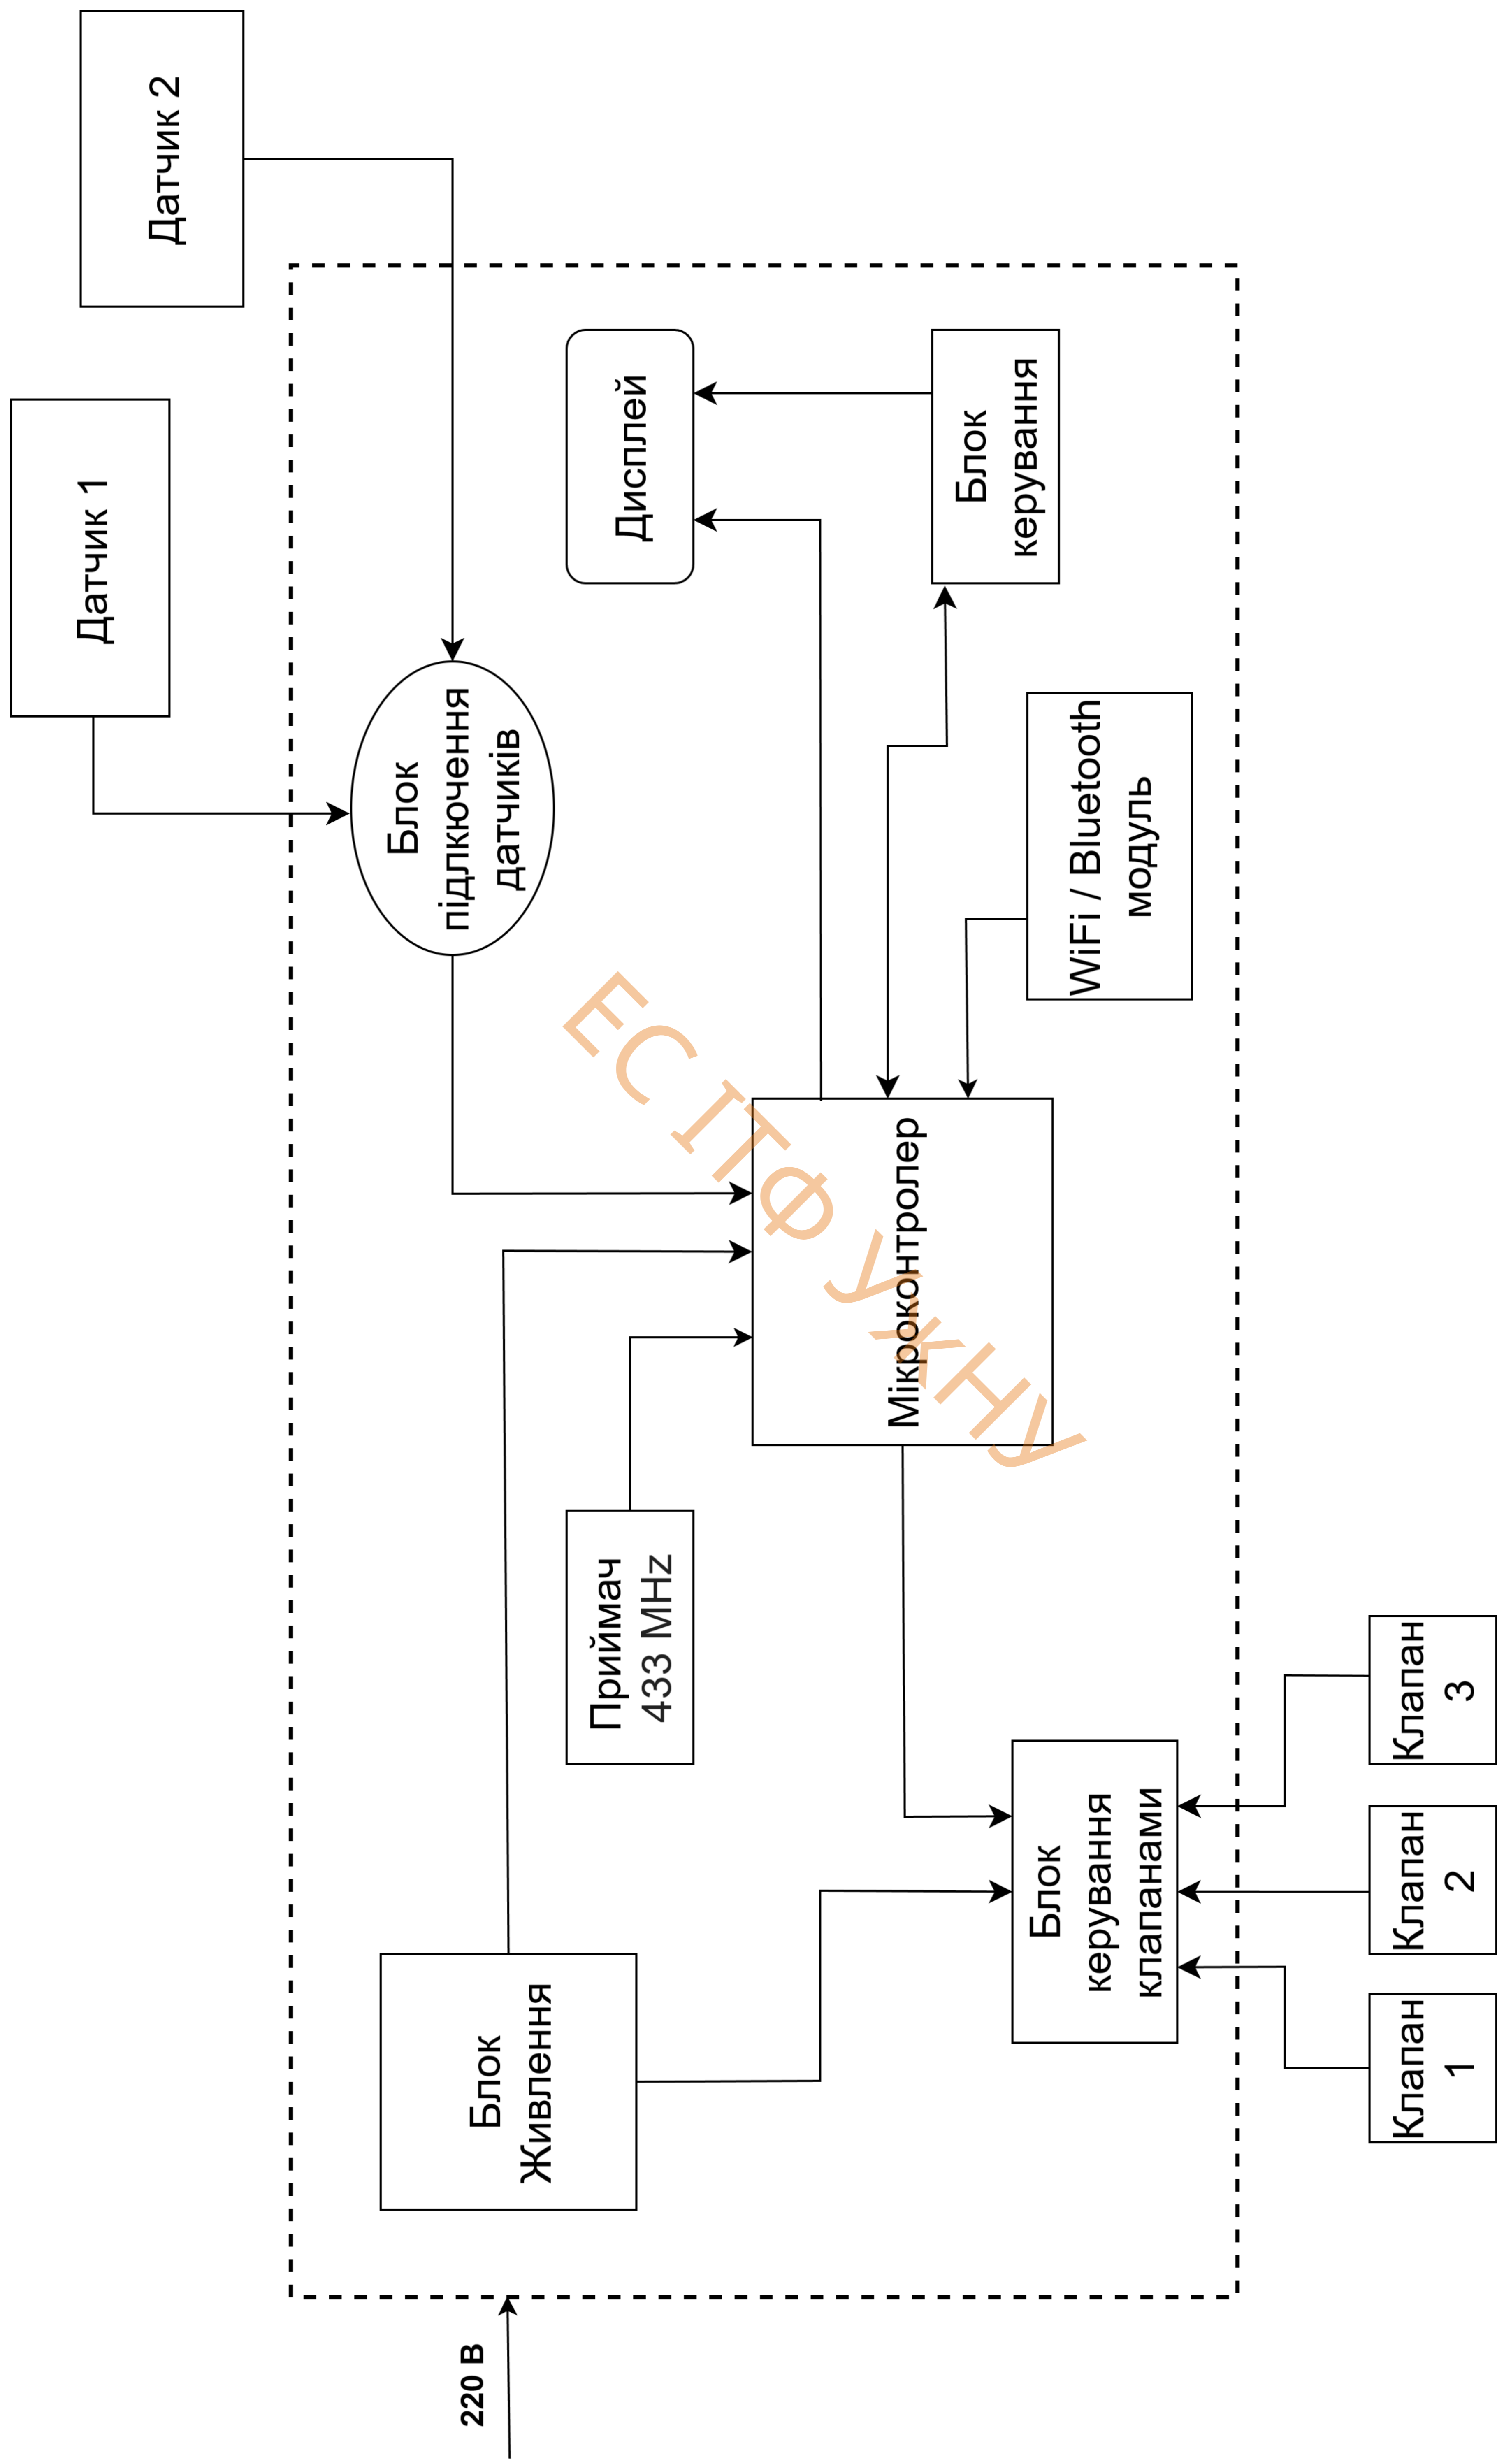 Датчик 1
Датчик 2
Блок
підлкючення
датчиків
220 В
Блок
Живлення
Приймач
433 MHz
Дисплей
ЕС ІТФ УжНУ
Мікроконтролер
Блок
керування
Блок
керування
клапанами
WiFi / Bluetooth
модуль
Клапан
1
Клапан
2
Клапан
3